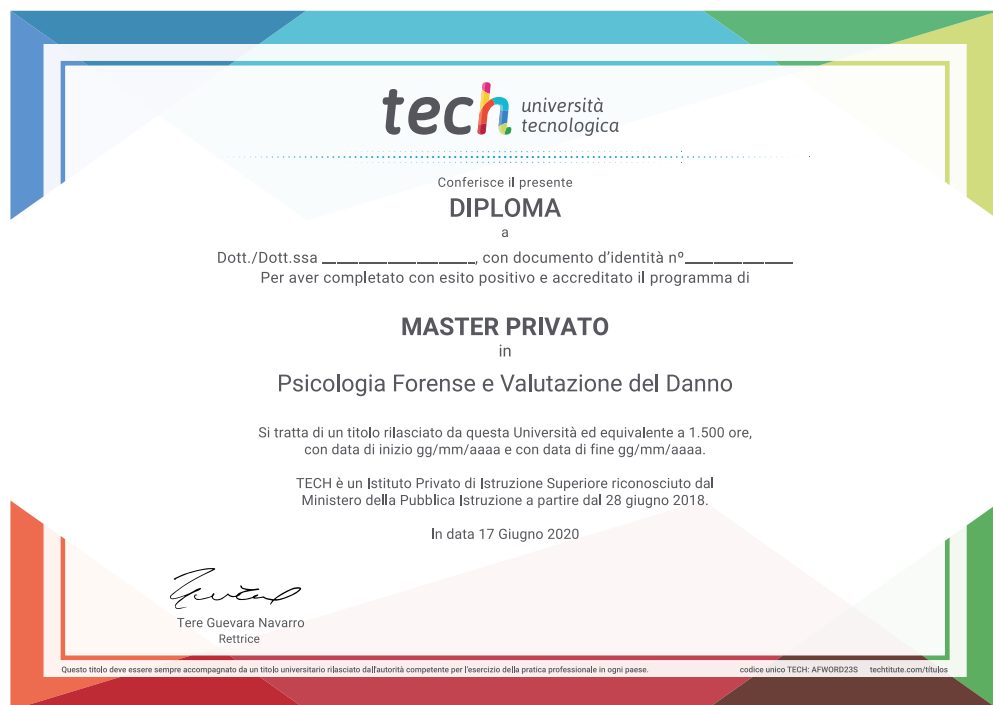 tech università
tecnologica
Conferisce il presente
DIPLOMA
a
Dott./Dott.ssa ____________________, con documento d'identità nº______________
Per aver completato con esito positivo e accreditato il programma di
MASTER PRIVATO
in
Psicologia Forense e Valutazione del Danno
Si tratta di un titolo rilasciato da questa Università ed equivalente a 1.500 ore,
con data di inizio gg/mm/aaaa e con data di fine gg/mm/aaaa.
TECH è un Istituto Privato di Istruzione Superiore riconosciuto dal
Ministero della Pubblica Istruzione a partire dal 28 giugno 2018.
In data 17 Giugno 2020
Tere Guevara Navarro
Rettrice
Questo titolo deve essere sempre accompagnato da un titolo universitario rilasciato dall'autorità competente per l'esercizio della pratica professionale in ogni paese.
codice unico TECH: AFWORD23S techtitute.com/titulos